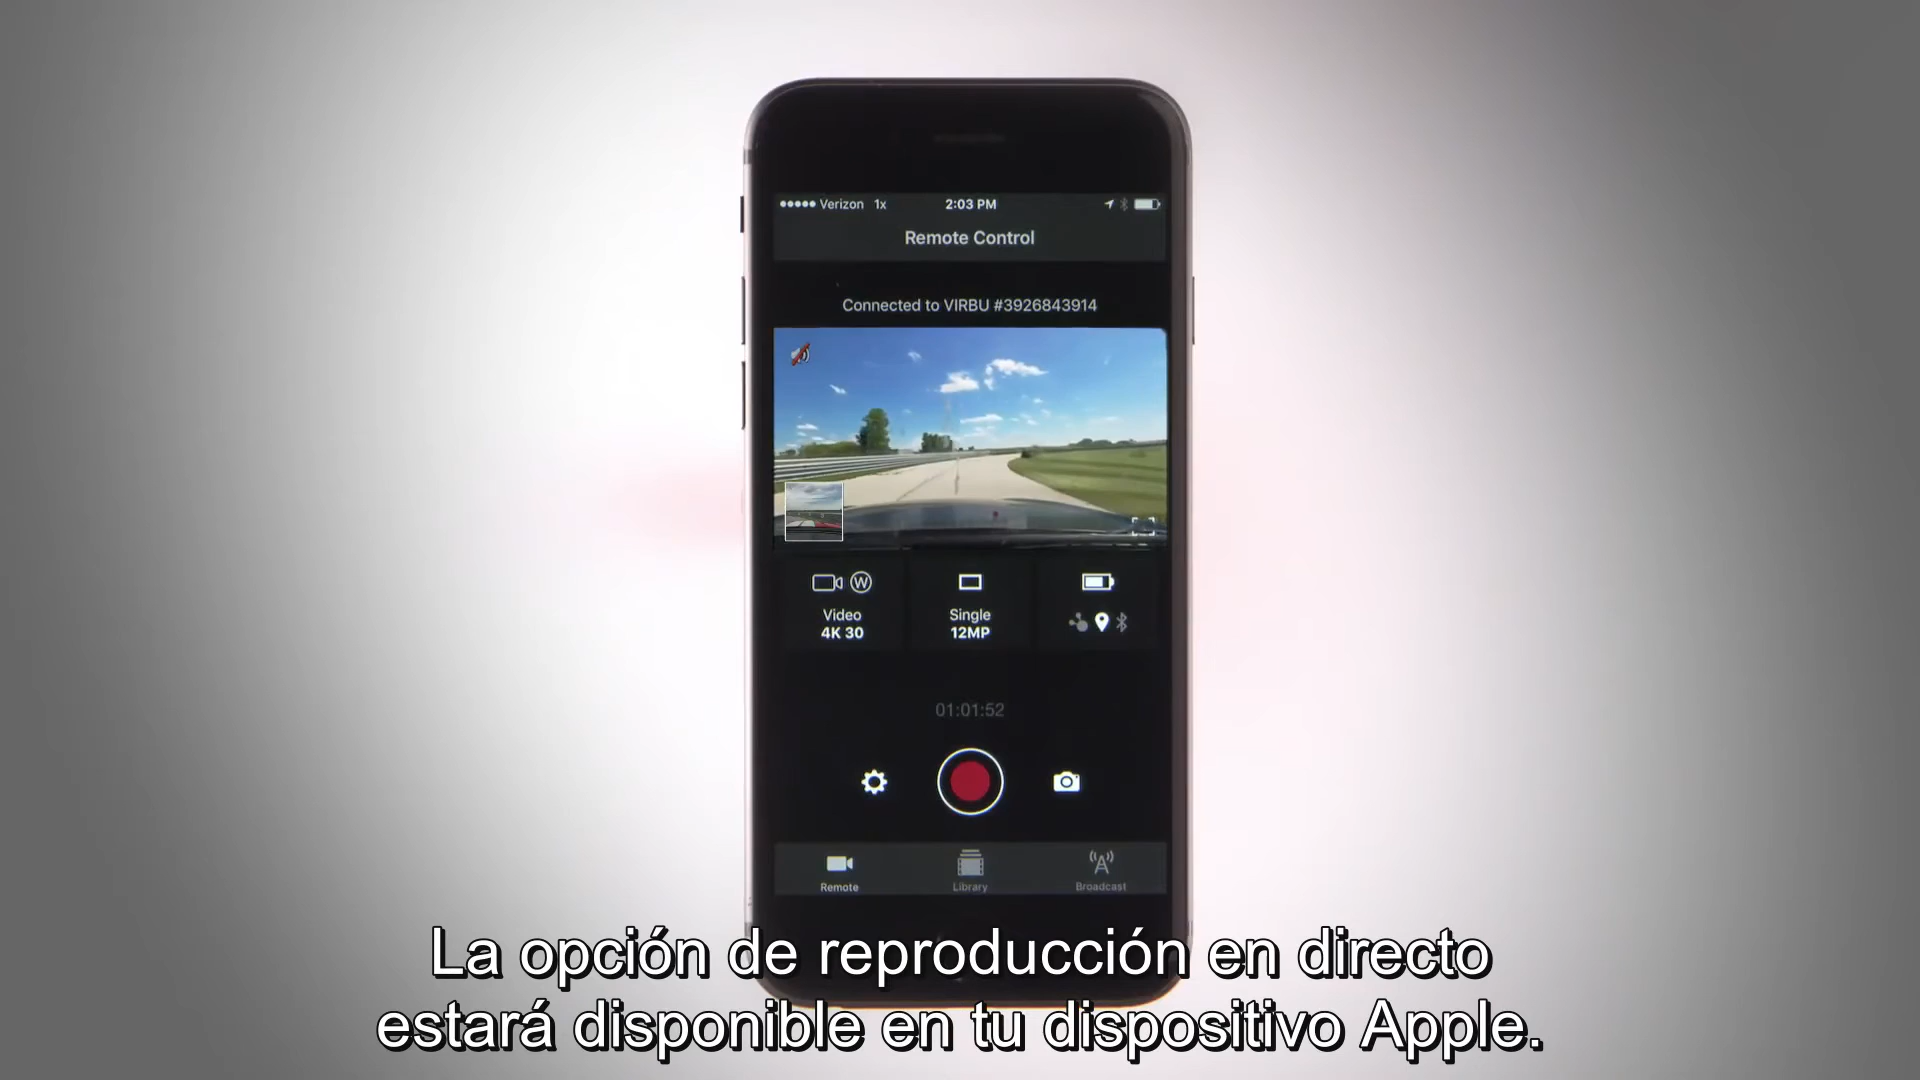 Verizon 1x 2:03 PM
Remote Control
Connected to VIRBU #3926843914
W
Video Single
4K 30 12MP
01:01:52
Remote Library Broadcast
La opción de reproducción en directo
estará disponible en tu dispositivo Apple.